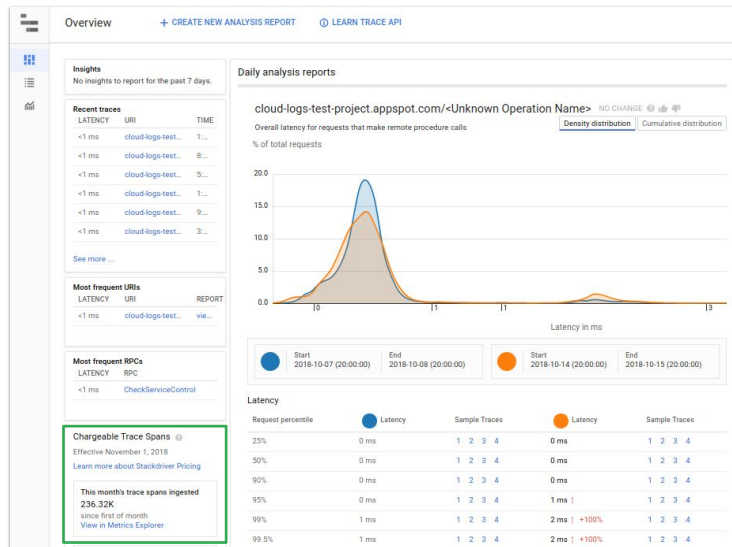 Overview
+ CREATE NEW ANALYSIS REPORT
LEARN TRACE API
Insights
No insights to report for the past 7 days.
Recent traces
LATENCY URI TIME
<1 ms cloud-logs-test... 1:...
<1 ms cloud-logs-test... 8:...
<1 ms cloud-logs-test... 5:...
<1 ms cloud-logs-test... 1:...
<1 ms cloud-logs-test... 9:...
<1 ms cloud-logs-test... 3:...
See more ...
Most frequent URIs
LATENCY URI REPORT
<1 ms cloud-logs-test... vie...
Most frequent RPCs
LATENCY RPC
<1 ms CheckServiceControl
Chargeable Trace Spans
Effective November 1, 2018
Learn more about Stackdriver Pricing
This month's trace spans ingested
236.32K
since first of month
View in Metrics Explorer
Daily analysis reports
cloud-logs-test-project.appspot.com/<Unknown Operation Name> NO CHANGE
Overall latency for requests that make remote procedure calls
Density distribution Cumulative distribution
% of total requests
20.0
15.0
10.0
5.0
0.0
0 1 1 3
Latency in ms
Start End
2018-10-07 (20:00:00) 2018-10-08 (20:00:00)
Start End
2018-10-14 (20:00:00) 2018-10-15 (20:00:00)
Latency
Request percentile Latency Sample Traces Latency Sample Traces
25% 0 ms 1 2 3 4 0 ms 1 2 3 4
50% 0 ms 1 2 3 4 0 ms 1 2 3 4
90% 0 ms 1 2 3 4 0 ms 1 2 3 4
95% 0 ms 1 2 3 4 1 ms ↑ 1 2 3 4
99% 1 ms 1 2 3 4 2 ms ↑ +100% 1 2 3 4
99.5% 1 ms 1 2 3 4 2 ms ↑ +100% 1 2 3 4